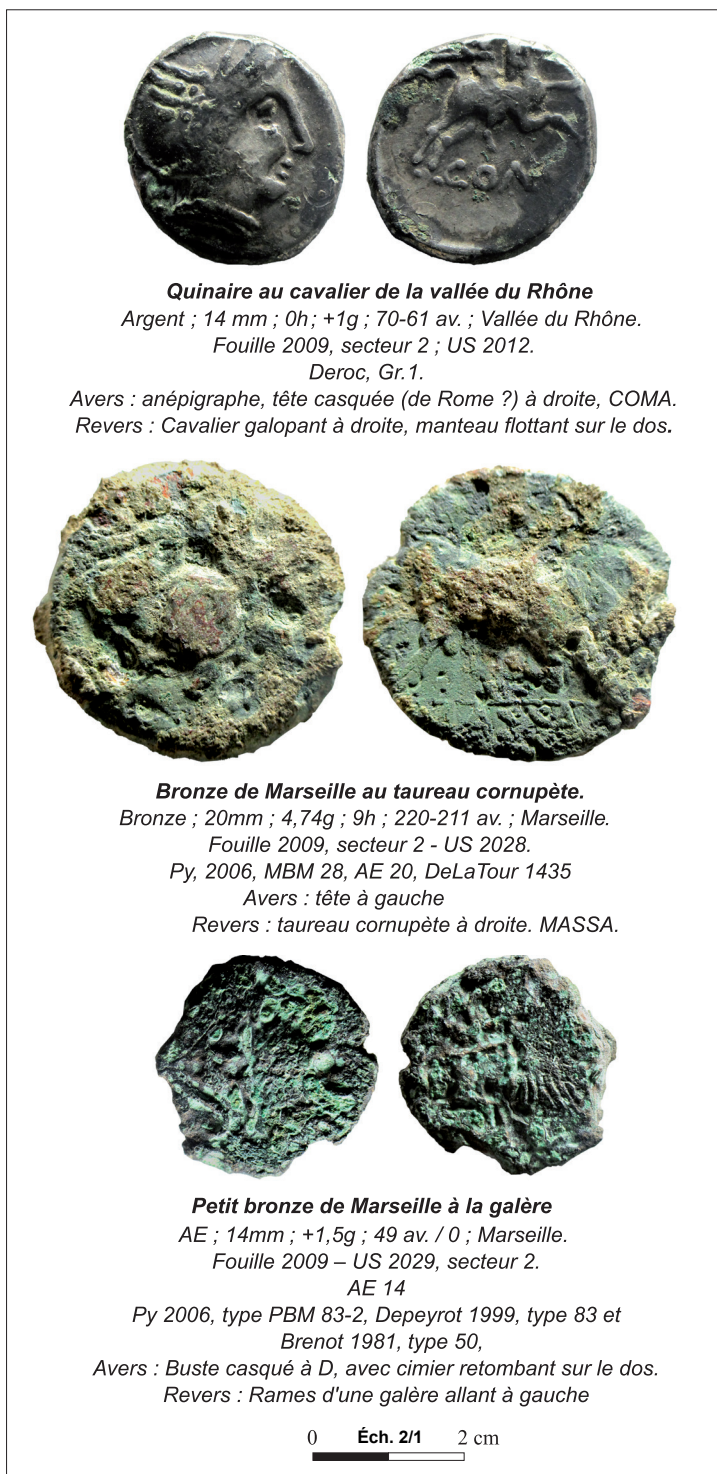 CON
Quinaire au cavalier de la vallée du Rhône
Argent ; 14 mm ; 0h ; +1g ; 70-61 av. ; Vallée du Rhône.
Fouille 2009, secteur 2 ; US 2012.
Deroc, Gr.1.
Avers : anépigraphe, tête casquée (de Rome ?) à droite, COMA.
Revers : Cavalier galopant à droite, manteau flottant sur le dos.
Bronze de Marseille au taureau cornupète.
Bronze ; 20mm ; 4,74g ; 9h ; 220-211 av. ; Marseille.
Fouille 2009, secteur 2 - US 2028.
Py, 2006, MBM 28, AE 20, DeLaTour 1435
Avers : tête à gauche
Revers : taureau cornupète à droite. MASSA.
Petit bronze de Marseille à la galère
AE ; 14mm ; +1,5g ; 49 av. / 0 ; Marseille.
Fouille 2009 – US 2029, secteur 2.
AE 14
Py 2006, type PBM 83-2, Depeyrot 1999, type 83 et
Brenot 1981, type 50,
Avers : Buste casqué à D, avec cimier retombant sur le dos.
Revers : Rames d'une galère allant à gauche
0 Éch. 2/1 2 cm